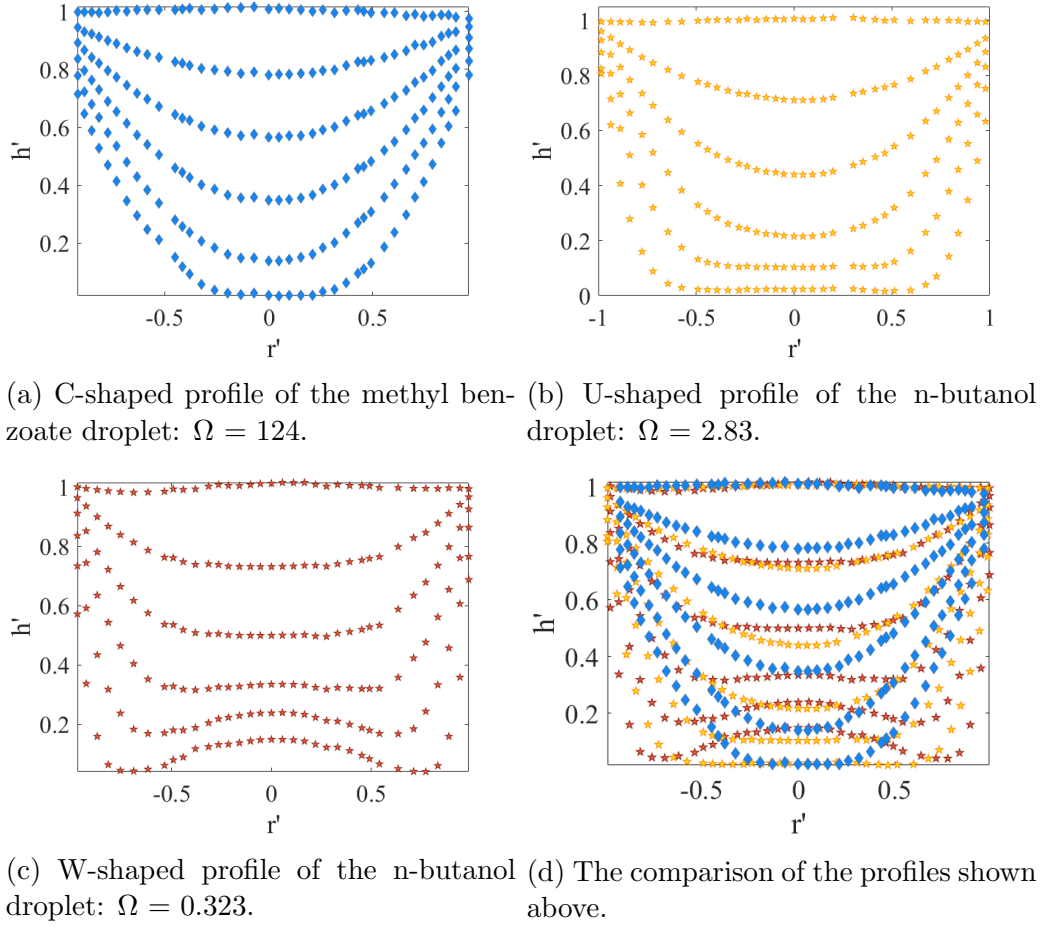 1
0.8
0.6
0.4
0.2
h'
-0.5
0
0.5
r'
1
0.8
0.6
0.4
0.2
0
h'
-1
-0.5
0
0.5
1
r'
(a) C-shaped profile of the methyl ben-
zoate droplet: Ω = 124.
(b) U-shaped profile of the n-butanol
droplet: Ω = 2.83.
1
0.8
0.6
0.4
0.2
h'
-0.5
0
0.5
r'
1
0.8
0.6
0.4
0.2
h'
-0.5
0
0.5
r'
(c) W-shaped profile of the n-butanol
droplet: Ω = 0.323.
(d) The comparison of the profiles shown
above.